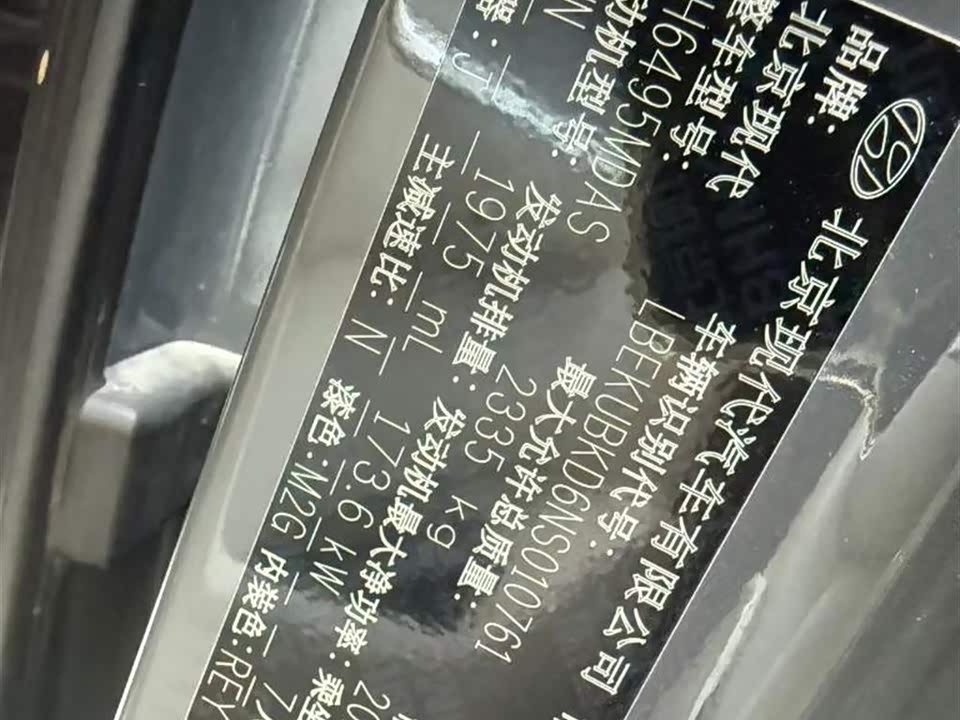 北京现代汽车有限公司
品牌: 北京现代 车辆识别代号: LBEKUBKD6NS010761
整车型号: H6495MDAS 最大允许总质量: 2335 kg
动机型号: 发动机排量: 1975 mL 发动机最大净功率: 173.6 kW 乘坐
主减速比: N 漆色: M2G 内装色: REY